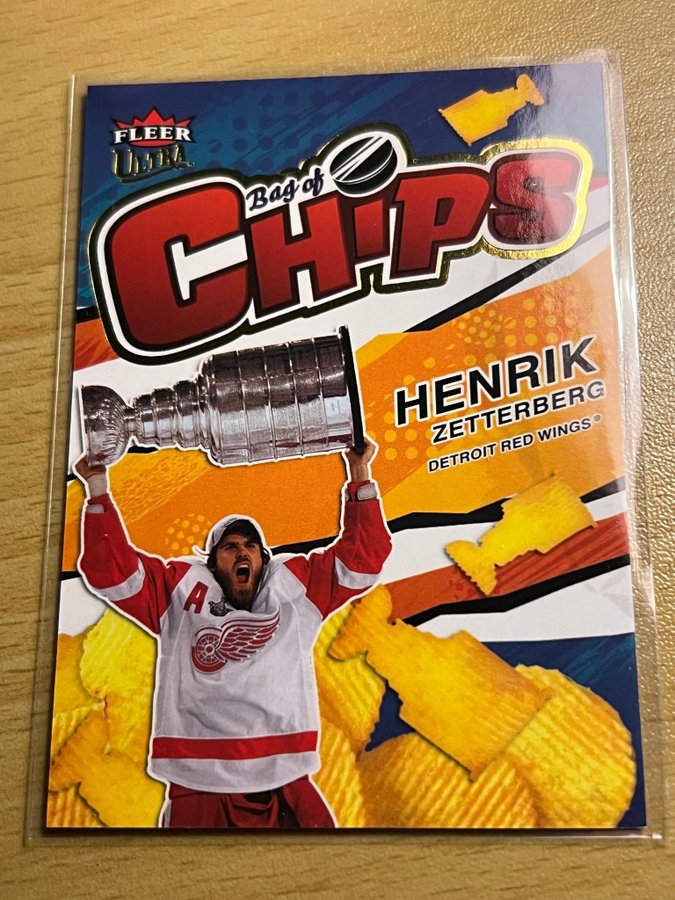 FLEER
ULTRA
Bag of
CHiPS
HENRIK
ZETTERBERG
DETROIT RED WINGS®
A